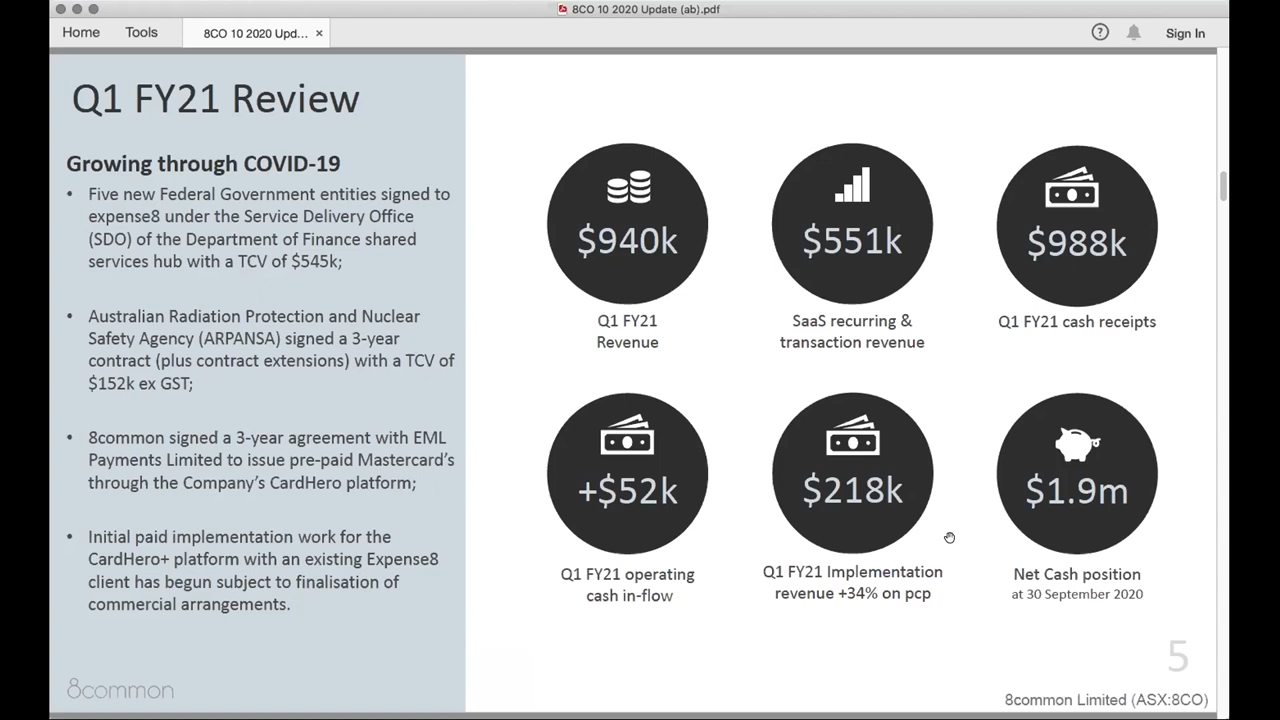 8CO 10 2020 Update (ab).pdf
Home
Tools
8CO 10 2020 Upd...
×
?
Sign In
Q1 FY21 Review
Growing through COVID-19
• Five new Federal Government entities signed to
expense8 under the Service Delivery Office
(SDO) of the Department of Finance shared
services hub with a TCV of $545k;
• Australian Radiation Protection and Nuclear
Safety Agency (ARPANSA) signed a 3-year
contract (plus contract extensions) with a TCV of
$152k ex GST;
• 8common signed a 3-year agreement with EML
Payments Limited to issue pre-paid Mastercard's
through the Company's CardHero platform;
• Initial paid implementation work for the
CardHero+ platform with an existing Expense8
client has begun subject to finalisation of
commercial arrangements.
8common
$940k
Q1 FY21
Revenue
$551k
SaaS recurring &
transaction revenue
$988k
Q1 FY21 cash receipts
+$52k
Q1 FY21 operating
cash in-flow
$218k
Q1 FY21 Implementation
revenue +34% on pcp
$1.9m
Net Cash position
at 30 September 2020
5
8common Limited (ASX:8CO)